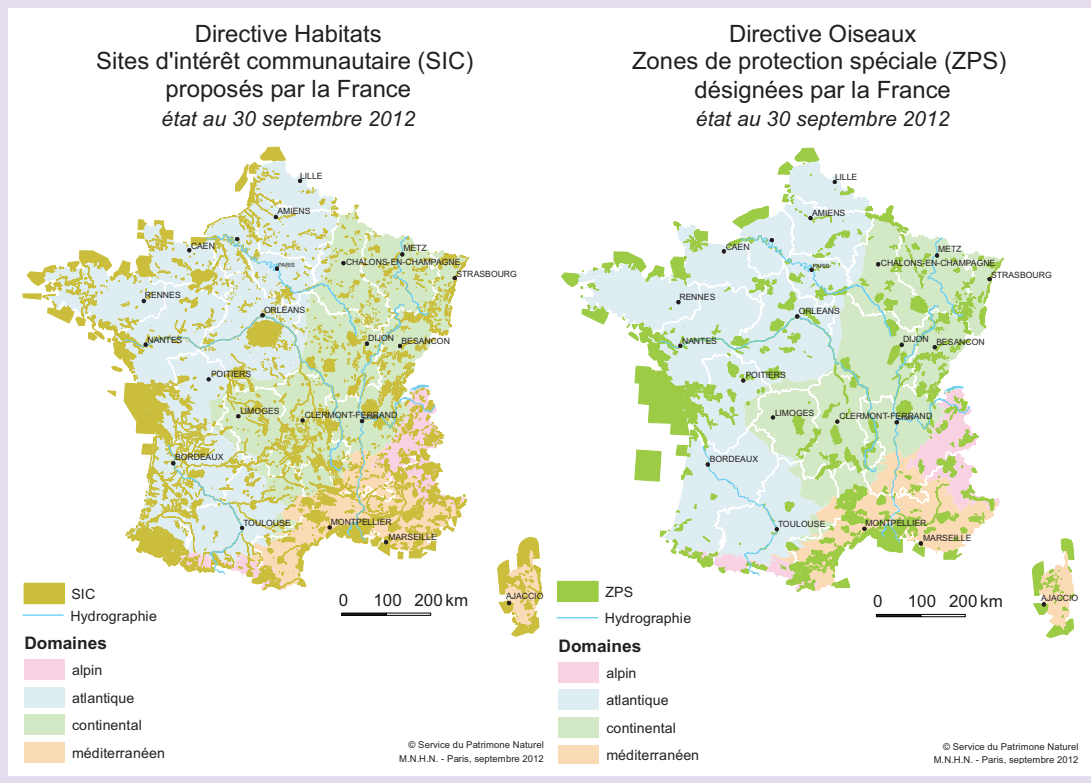 Directive Habitats
Sites d'intérêt communautaire (SIC)
proposés par la France
état au 30 septembre 2012
LILLE
AMIENS
CAEN
METZ
CHALONS-EN-CHAMPAGNE
PARIS
STRASBOURG
RENNES
ORLEANS
NANTES
DIJON
BESANCON
POITIERS
LIMOGES
CLERMONT-FERRAND
BORDEAUX
TOULOUSE
MONTPELLIER
MARSEILLE
AJACCIO
SIC
Hydrographie
0 100 200 km
Domaines
alpin
atlantique
continental
méditerranéen
© Service du Patrimone Naturel
M.N.H.N. - Paris, septembre 2012
Directive Oiseaux
Zones de protection spéciale (ZPS)
désignées par la France
état au 30 septembre 2012
LILLE
AMIENS
CAEN
METZ
CHALONS-EN-CHAMPAGNE
PARIS
STRASBOURG
RENNES
ORLEANS
NANTES
DIJON
BESANCON
POITIERS
LIMOGES
CLERMONT-FERRAND
BORDEAUX
TOULOUSE
MONTPELLIER
MARSEILLE
AJACCIO
ZPS
Hydrographie
0 100 200 km
Domaines
alpin
atlantique
continental
méditerranéen
© Service du Patrimone Naturel
M.N.H.N. - Paris, septembre 2012